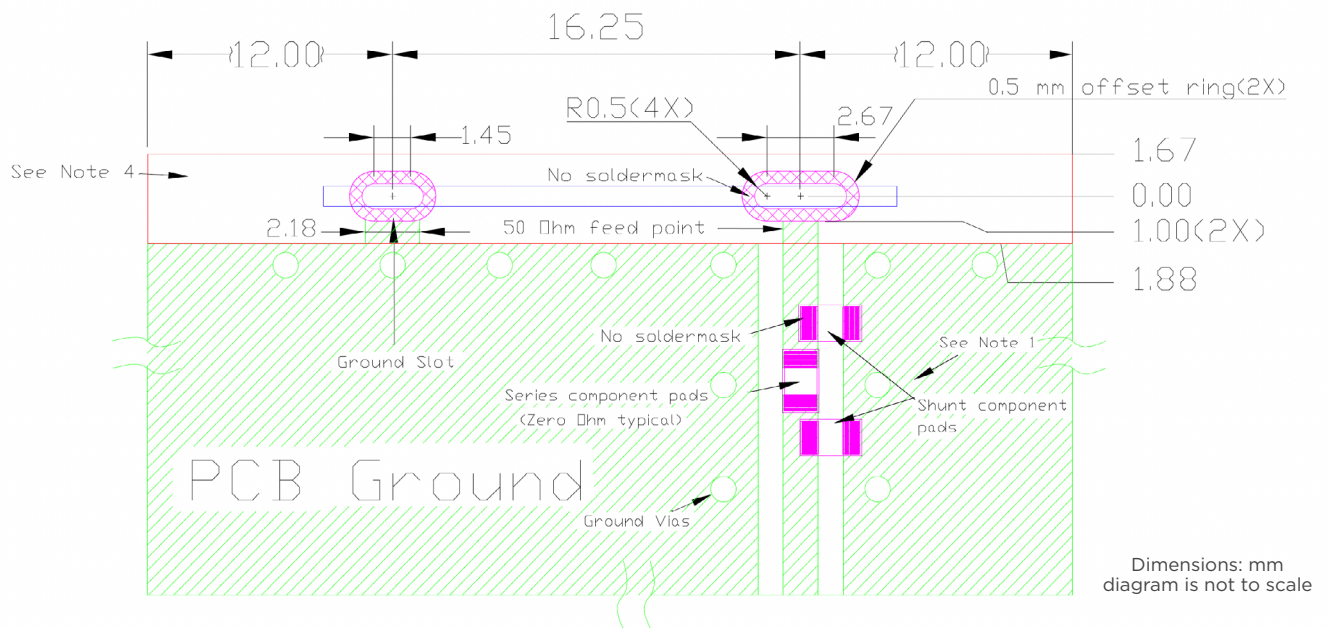 16.25
12.00
12.00
0.5 mm offset ring(2X)
R0.5(4X)
2.67
1.45
1.67
See Note 4
No soldermask
0.00
2.18
50 Ohm feed point
1.00(2X)
1.88
No soldermask
See Note 1
Ground Slot
Series component pads
(Zero Ohm typical)
Shunt component
pads
PCB Ground
Ground Vias
Dimensions: mm
diagram is not to scale